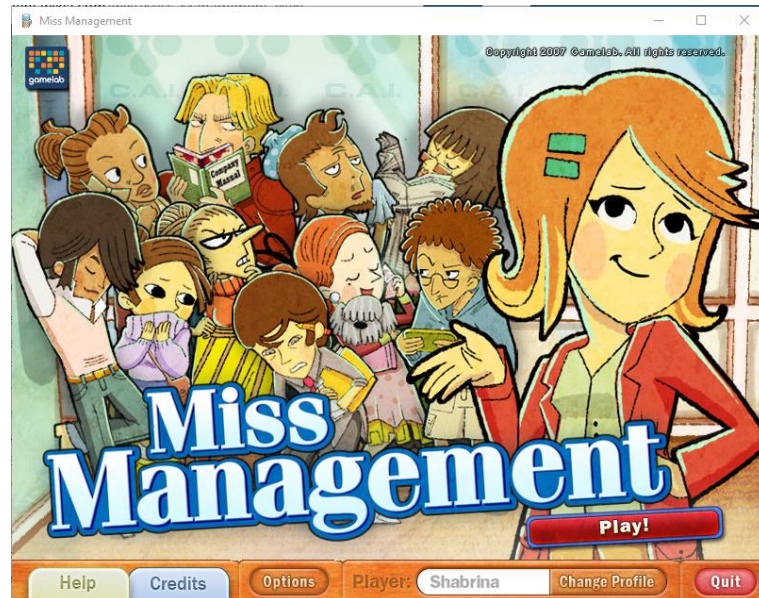 Miss Management
Copyright 2007 Gamelab. All rights reserved.
gamelab
C.A.I.
Company
Manual
Miss
Management
Play!
Help
Credits
Options
Player:
Shabrina
Change Profile
Quit